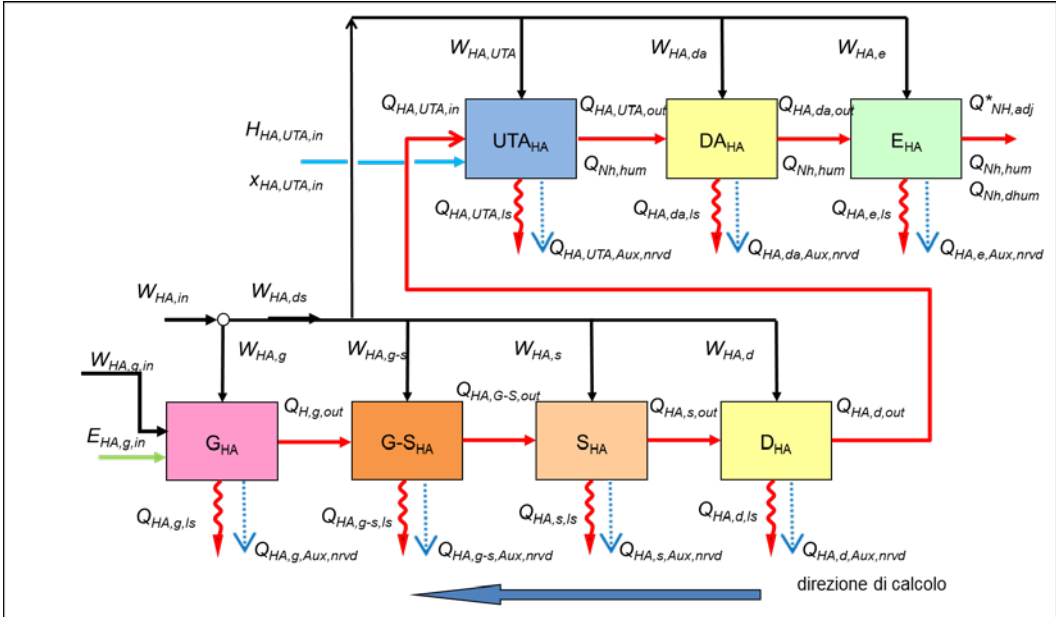 W_HA,UTA
W_HA,da
W_HA,e
Q_HA,UTA,in
Q_HA,UTA,out
Q_HA,da,out
Q*_NH,adj
H_HA,UTA,in
UTA_HA
DA_HA
E_HA
x_HA,UTA,in
Q_Nh,hum
Q_Nh,hum
Q_Nh,hum
Q_Nh,dhum
Q_HA,UTA,ls
Q_HA,da,ls
Q_HA,e,ls
Q_HA,UTA,Aux,nrvd
Q_HA,da,Aux,nrvd
Q_HA,e,Aux,nrvd
W_HA,in
W_HA,ds
W_HA,g
W_HA,g-s
W_HA,s
W_HA,d
W_HA,g,in
Q_H,g,out
Q_HA,G-S,out
Q_HA,s,out
Q_HA,d,out
E_HA,g,in
G_HA
G-S_HA
S_HA
D_HA
Q_HA,g,ls
Q_HA,g-s,ls
Q_HA,s,ls
Q_HA,d,ls
Q_HA,g,Aux,nrvd
Q_HA,g-s,Aux,nrvd
Q_HA,s,Aux,nrvd
Q_HA,d,Aux,nrvd
direzione di calcolo